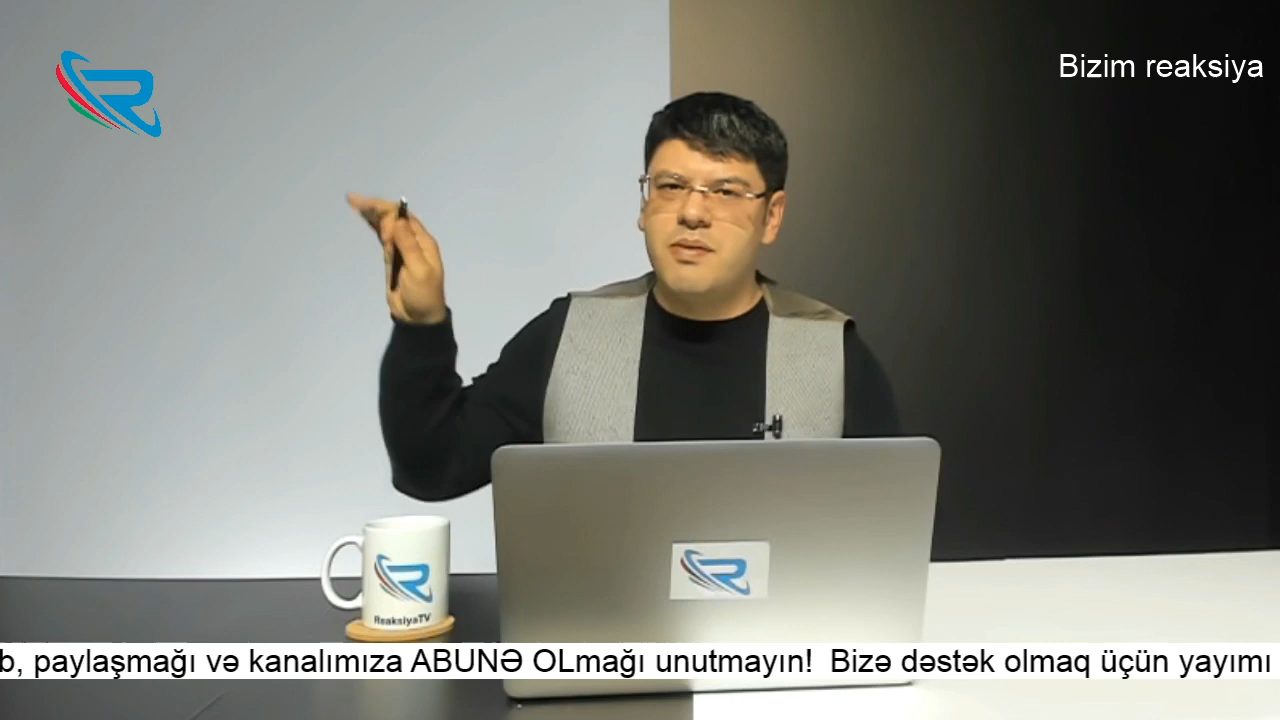 Bizim reaksiya
ReaksiyaTV
b, paylaşmağı və kanalımıza ABUNƏ OLmağı unutmayın! Bizə dəstək olmaq üçün yayımı